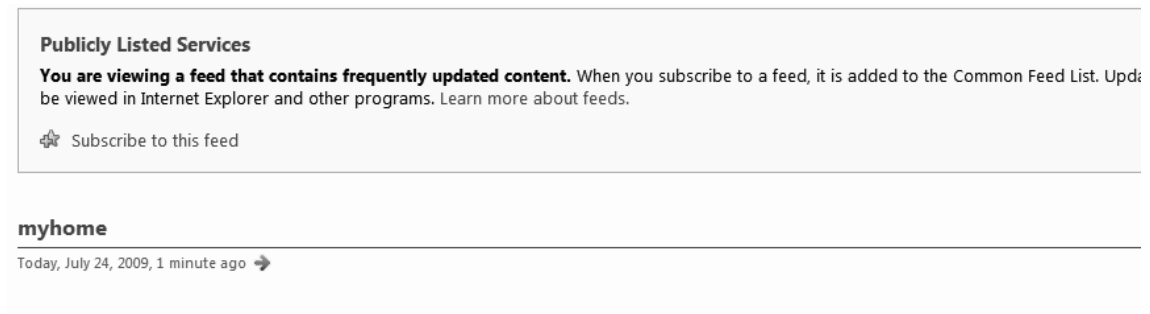 Publicly Listed Services
You are viewing a feed that contains frequently updated content. When you subscribe to a feed, it is added to the Common Feed List. Upda
be viewed in Internet Explorer and other programs. Learn more about feeds.
Subscribe to this feed
myhome
Today, July 24, 2009, 1 minute ago